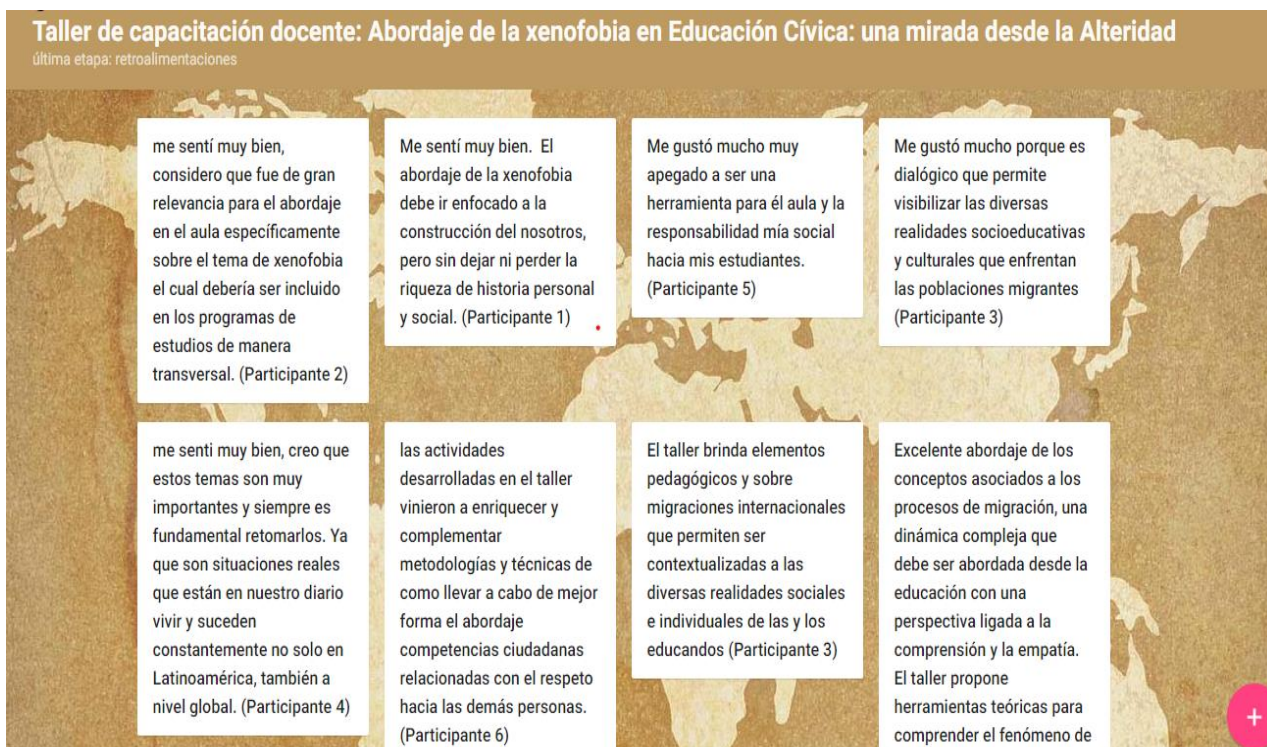 Taller de capacitación docente: Abordaje de la xenofobia en Educación Cívica: una mirada desde la Alteridad
última etapa: retroalimentaciones
me sentí muy bien,
considero que fue de gran
relevancia para el abordaje
en el aula específicamente
sobre el tema de xenofobia
el cual debería ser incluido
en los programas de
estudios de manera
transversal. (Participante 2)
Me sentí muy bien. El
abordaje de la xenofobia
debe ir enfocado a la
construcción del nosotros,
pero sin dejar ni perder la
riqueza de historia personal
y social. (Participante 1)
Me gustó mucho muy
apegado a ser una
herramienta para él aula y la
responsabilidad mía social
hacia mis estudiantes.
(Participante 5)
Me gustó mucho porque es
dialógico que permite
visibilizar las diversas
realidades socioeducativas
y culturales que enfrentan
las poblaciones migrantes
(Participante 3)
me senti muy bien, creo que
estos temas son muy
importantes y siempre es
fundamental retomarlos. Ya
que son situaciones reales
que están en nuestro diario
vivir y suceden
constantemente no solo en
Latinoamérica, también a
nivel global. (Participante 4)
las actividades
desarrolladas en el taller
vinieron a enriquecer y
complementar
metodologías y técnicas de
como llevar a cabo de mejor
forma el abordaje
competencias ciudadanas
relacionadas con el respeto
hacia las demás personas.
(Participante 6)
El taller brinda elementos
pedagógicos y sobre
migraciones internacionales
que permiten ser
contextualizadas a las
diversas realidades sociales
e individuales de las y los
educandos (Participante 3)
Excelente abordaje de los
conceptos asociados a los
procesos de migración, una
dinámica compleja que
debe ser abordada desde la
educación con una
perspectiva ligada a la
comprensión y la empatía.
El taller propone
herramientas teóricas para
comprender el fenómeno de
+